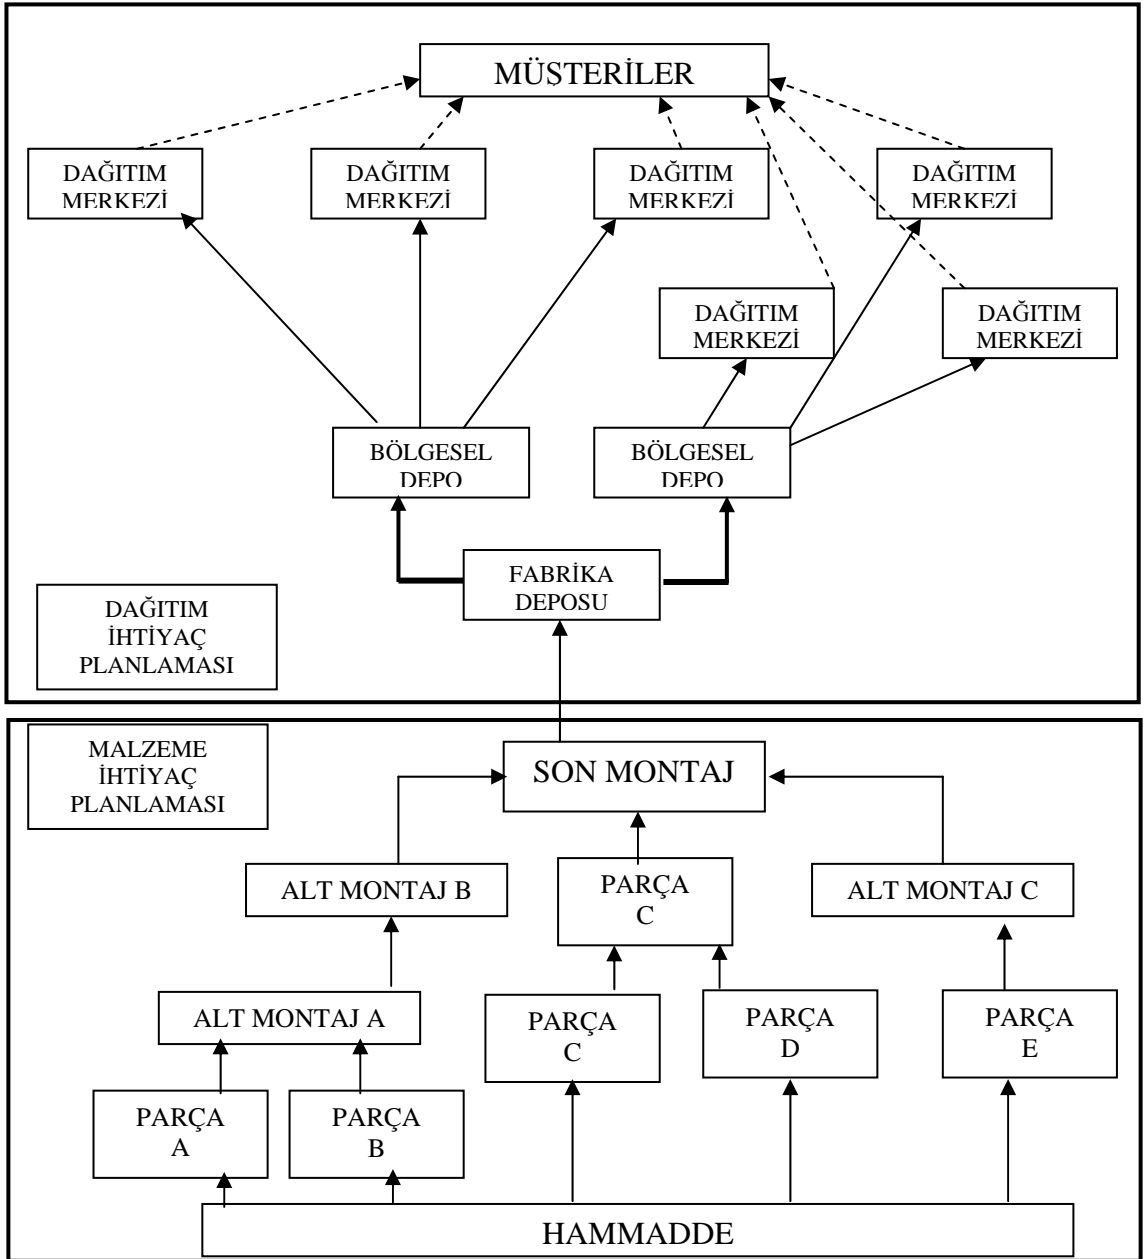 MÜŞTERİLER
DAĞITIM
MERKEZİ
DAĞITIM
MERKEZİ
DAĞITIM
MERKEZİ
DAĞITIM
MERKEZİ
DAĞITIM
MERKEZİ
DAĞITIM
MERKEZİ
BÖLGESEL
DEPO
BÖLGESEL
DEPO
FABRİKA
DEPOSU
DAĞITIM
İHTİYAÇ
PLANLAMASI
MALZEME
İHTİYAÇ
PLANLAMASI
SON MONTAJ
ALT MONTAJ B
PARÇA
C
ALT MONTAJ C
ALT MONTAJ A
PARÇA
C
PARÇA
D
PARÇA
E
PARÇA
A
PARÇA
B
HAMMADDE